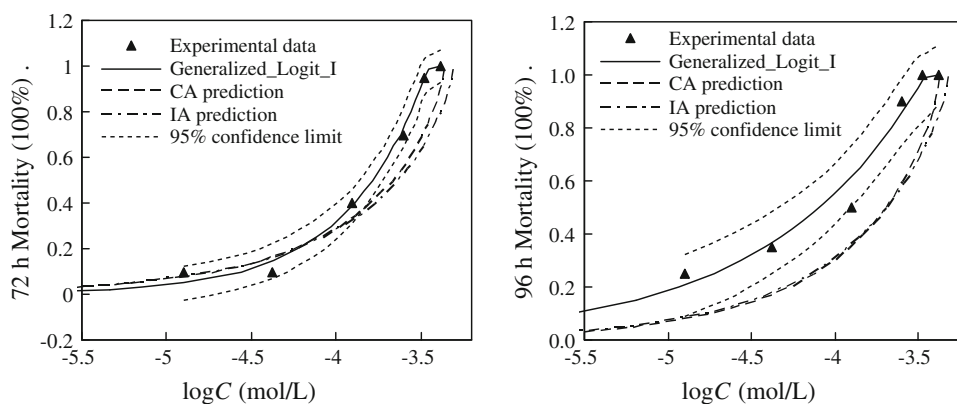 72 h Mortality (100%) .
1.2
1
0.8
0.6
0.4
0.2
0
-0.2
Experimental data
Generalized_Logit_I
CA prediction
IA prediction
95% confidence limit
-5.5 -5 -4.5 -4 -3.5
logC (mol/L)
96 h Mortality (100%) .
1.2
1.0
0.8
0.6
0.4
0.2
0.0
Experimental data
Generalized_Logit_I
CA prediction
IA prediction
95% confidence limit
-5.5 -5 -4.5 -4 -3.5
logC (mol/L)